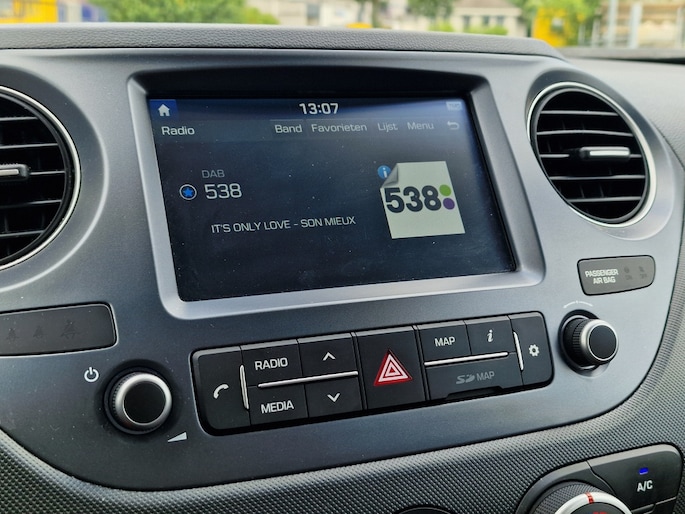 13:07
Radio Band Favorieten Lijst Menu
DAB
538
538
IT'S ONLY LOVE - SON MIEUX
PASSENGER
AIR BAG
RADIO
MEDIA
MAP i
SD MAP
A/C